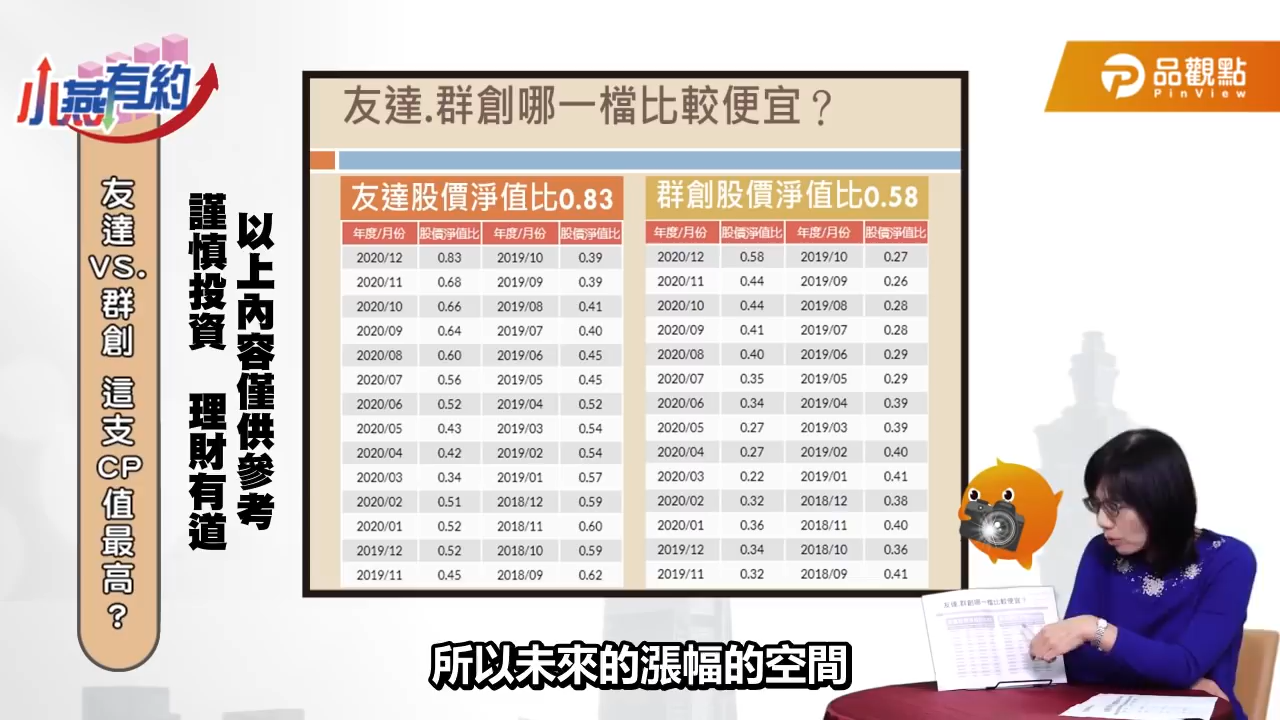 小燕有約
品觀點
PinView
友達vs.群創 這支CP值最高？
以上內容僅供參考
謹慎投資 理財有道
友達.群創哪一檔比較便宜？
友達股價淨值比0.83
年度/月份 股價淨值比 年度/月份 股價淨值比
2020/12 0.83 2019/10 0.39
2020/11 0.68 2019/09 0.39
2020/10 0.66 2019/08 0.41
2020/09 0.64 2019/07 0.40
2020/08 0.60 2019/06 0.45
2020/07 0.56 2019/05 0.45
2020/06 0.52 2019/04 0.52
2020/05 0.43 2019/03 0.54
2020/04 0.42 2019/02 0.54
2020/03 0.34 2019/01 0.57
2020/02 0.51 2018/12 0.59
2020/01 0.52 2018/11 0.60
2019/12 0.52 2018/10 0.59
2019/11 0.45 2018/09 0.62
群創股價淨值比0.58
年度/月份 股價淨值比 年度/月份 股價淨值比
2020/12 0.58 2019/10 0.27
2020/11 0.44 2019/09 0.26
2020/10 0.44 2019/08 0.28
2020/09 0.41 2019/07 0.28
2020/08 0.40 2019/06 0.29
2020/07 0.35 2019/05 0.29
2020/06 0.34 2019/04 0.39
2020/05 0.27 2019/03 0.39
2020/04 0.27 2019/02 0.40
2020/03 0.22 2019/01 0.41
2020/02 0.32 2018/12 0.38
2020/01 0.36 2018/11 0.40
2019/12 0.34 2018/10 0.36
2019/11 0.32 2018/09 0.41
友達.群創哪一檔比較便宜？
所以未來的漲幅的空間